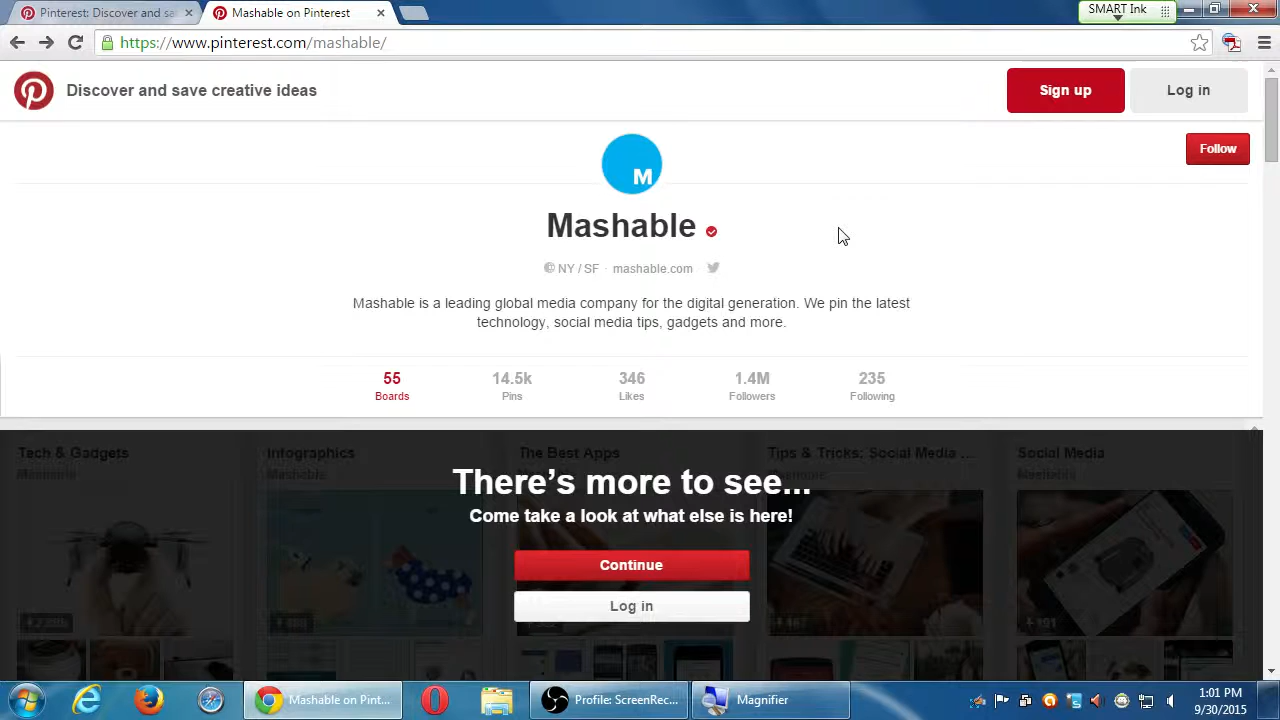 Pinterest: Discover and sa
Mashable on Pinterest
SMART Ink
https://www.pinterest.com/mashable/
Discover and save creative ideas
Sign up
Log in
Follow
M
Mashable
NY / SF · mashable.com
Mashable is a leading global media company for the digital generation. We pin the latest
technology, social media tips, gadgets and more.
55
14.5k
346
1.4M
235
Boards
Pins
Likes
Followers
Following
Tech & Gadgets
Infographics
The Best Apps
Tips & Tricks: Social Media ...
Social Media
Mashable
Mashable
Mashable
There's more to see...
Come take a look at what else is here!
Continue
Log in
191
Mashable on Pint...
Profile: ScreenRec...
Magnifier
1:01 PM
9/30/2015